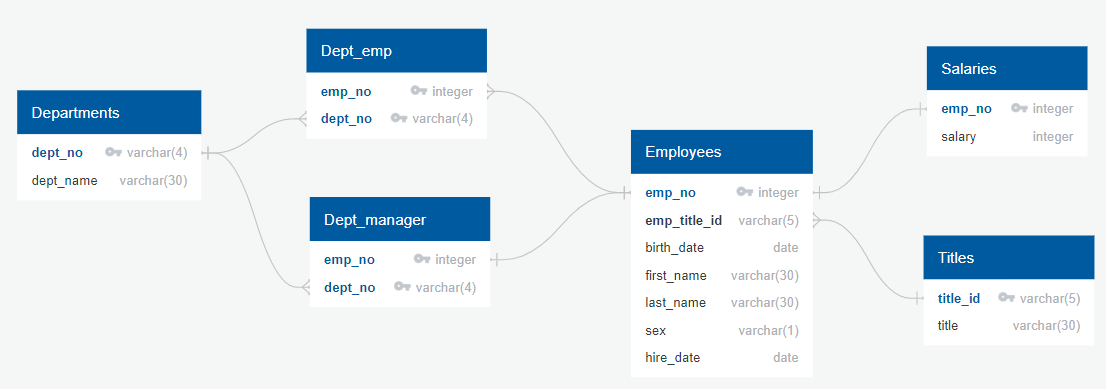 Departments
dept_no varchar(4)
dept_name varchar(30)
Dept_emp
emp_no integer
dept_no varchar(4)
Dept_manager
emp_no integer
dept_no varchar(4)
Employees
emp_no integer
emp_title_id varchar(5)
birth_date date
first_name varchar(30)
last_name varchar(30)
sex varchar(1)
hire_date date
Salaries
emp_no integer
salary integer
Titles
title_id varchar(5)
title varchar(30)